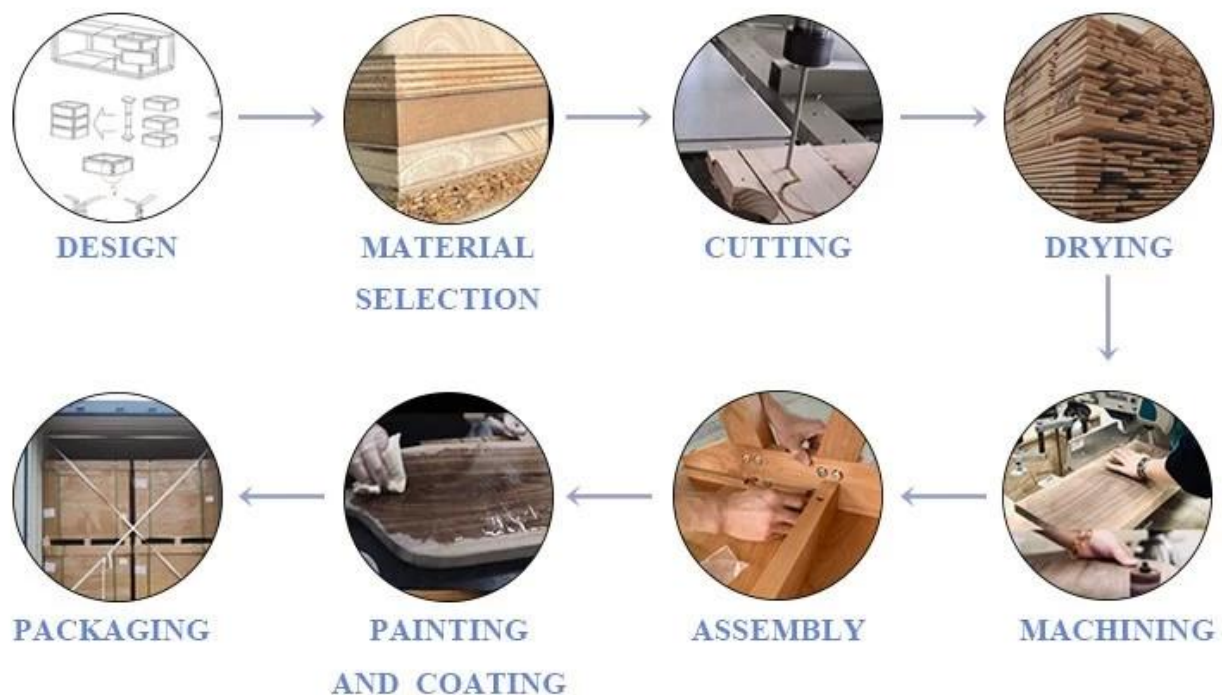 DESIGN
MATERIAL
SELECTION
CUTTING
DRYING
MACHINING
ASSEMBLY
PAINTING
AND COATING
PACKAGING